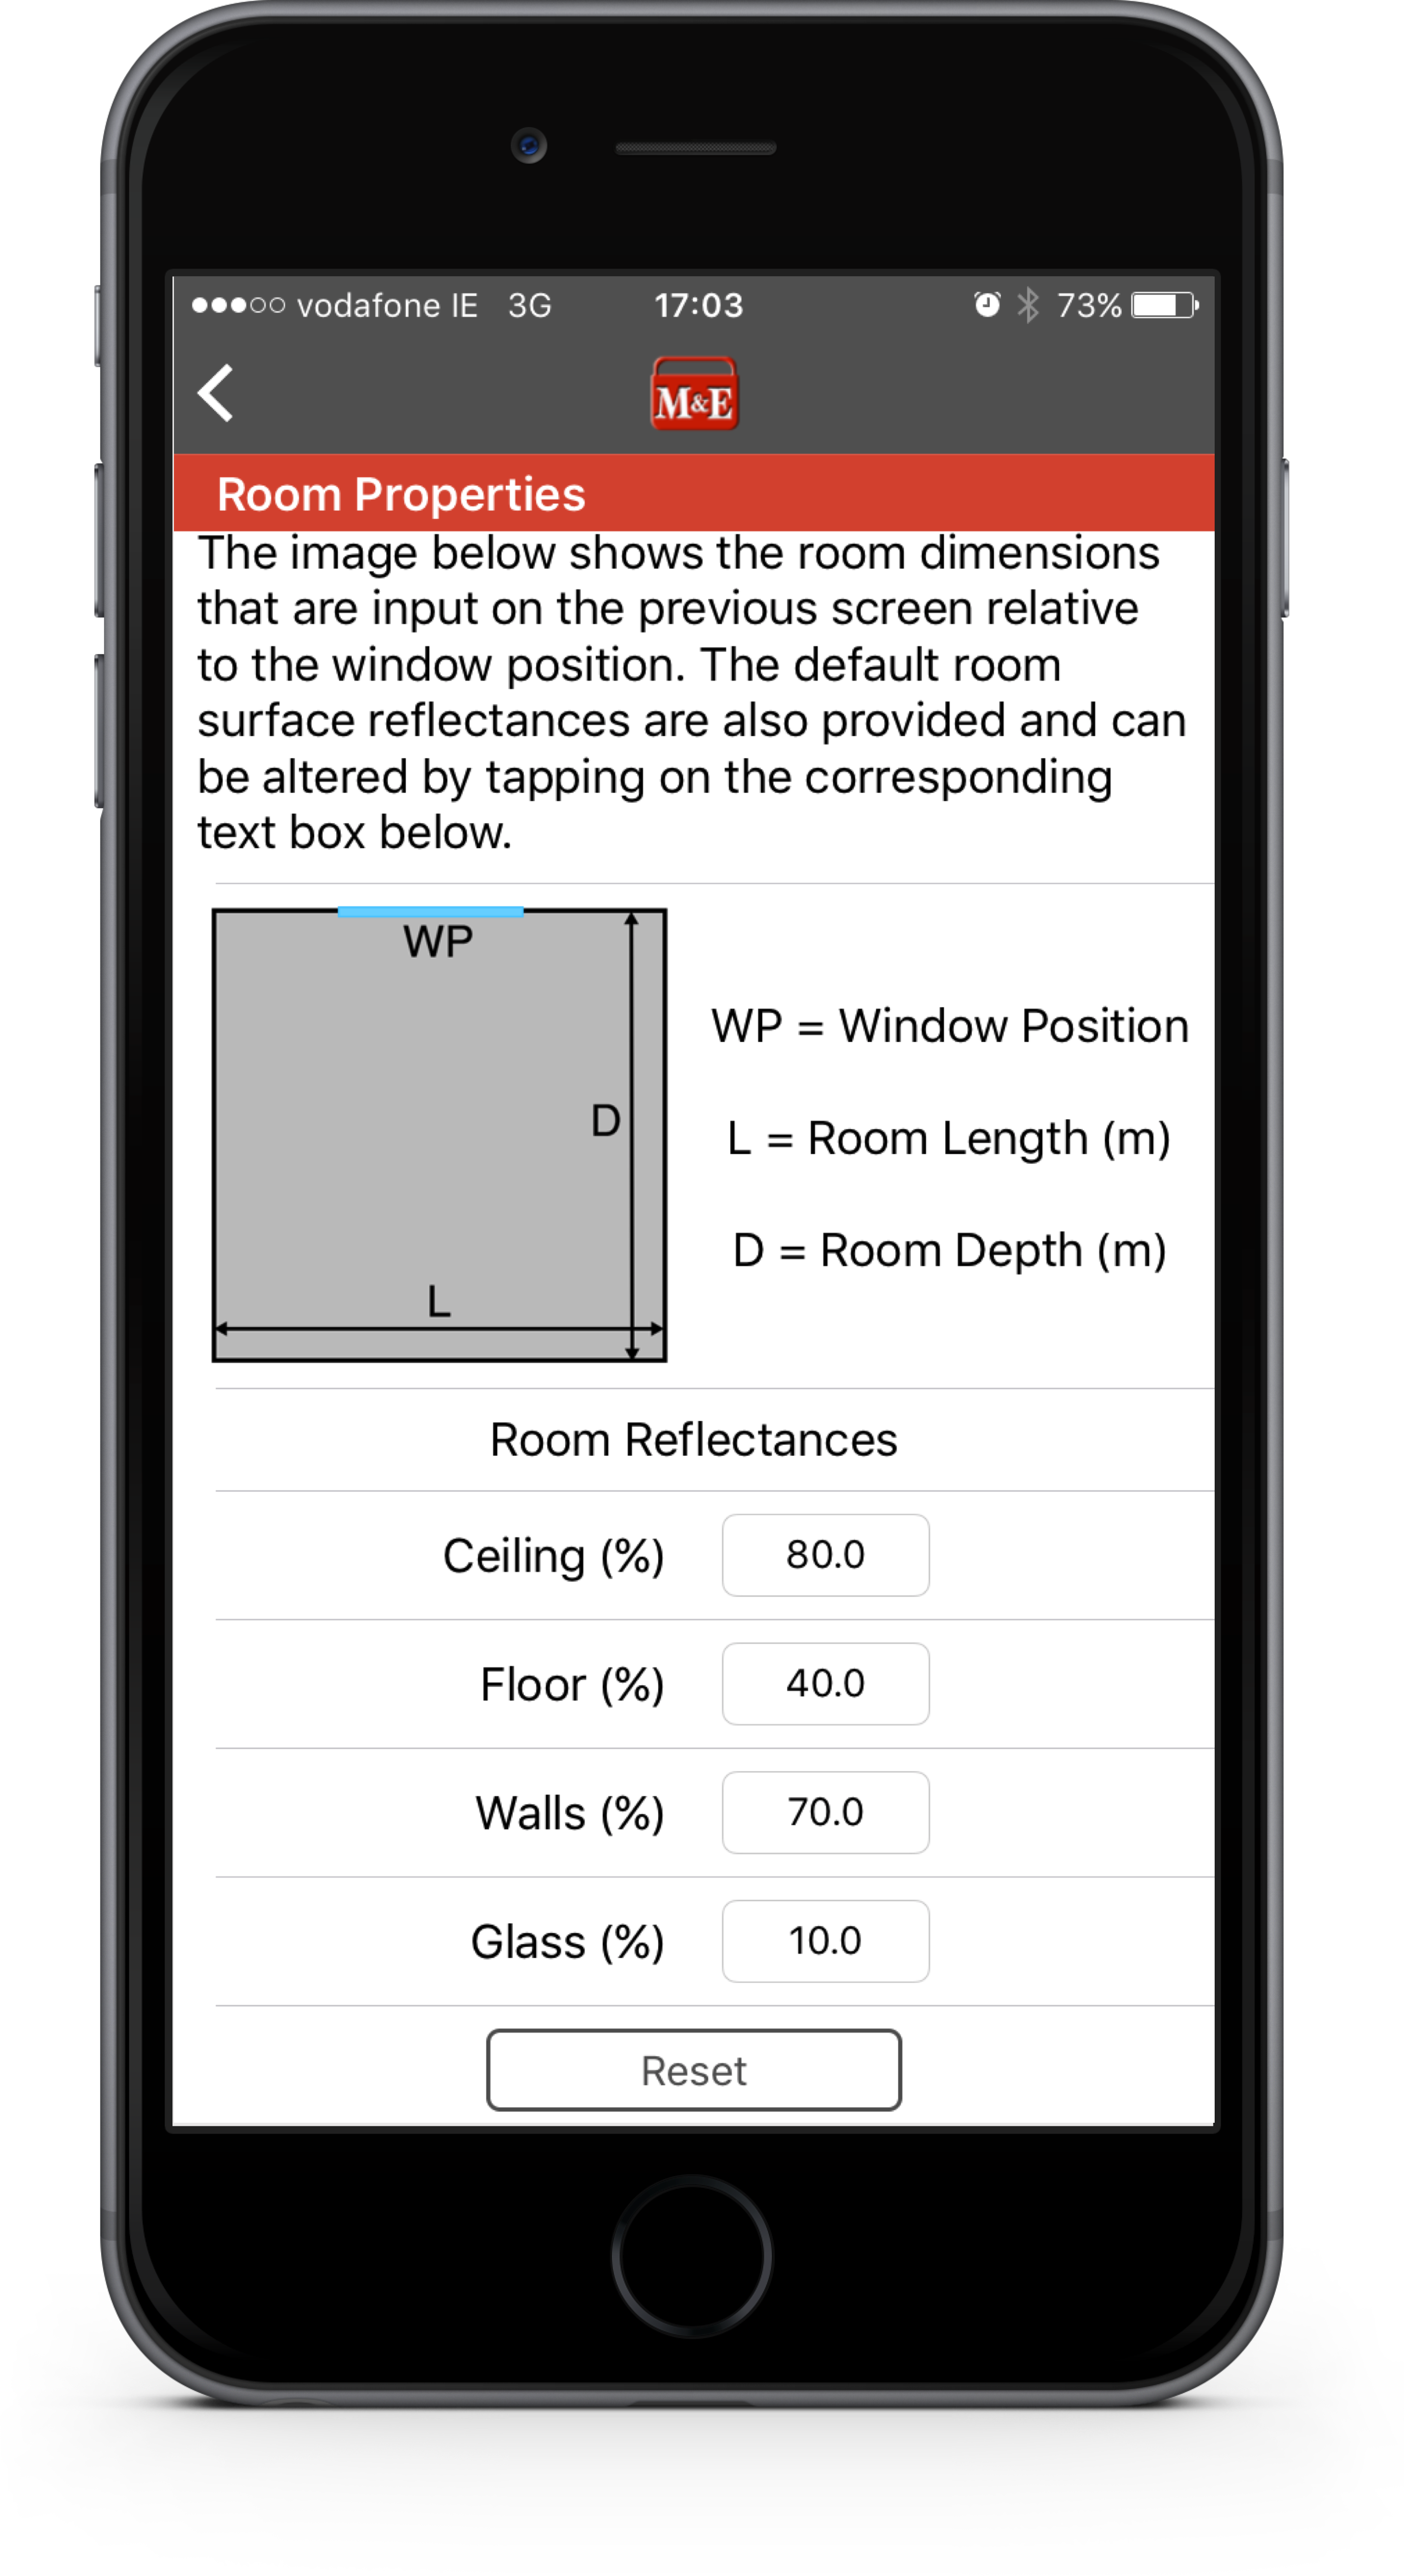 vodafone IE 3G 17:03 73%
M&E
Room Properties
The image below shows the room dimensions
that are input on the previous screen relative
to the window position. The default room
surface reflectances are also provided and can
be altered by tapping on the corresponding
text box below.
WP
WP = Window Position
D
L = Room Length (m)
D = Room Depth (m)
L
Room Reflectances
Ceiling (%) 80.0
Floor (%) 40.0
Walls (%) 70.0
Glass (%) 10.0
Reset